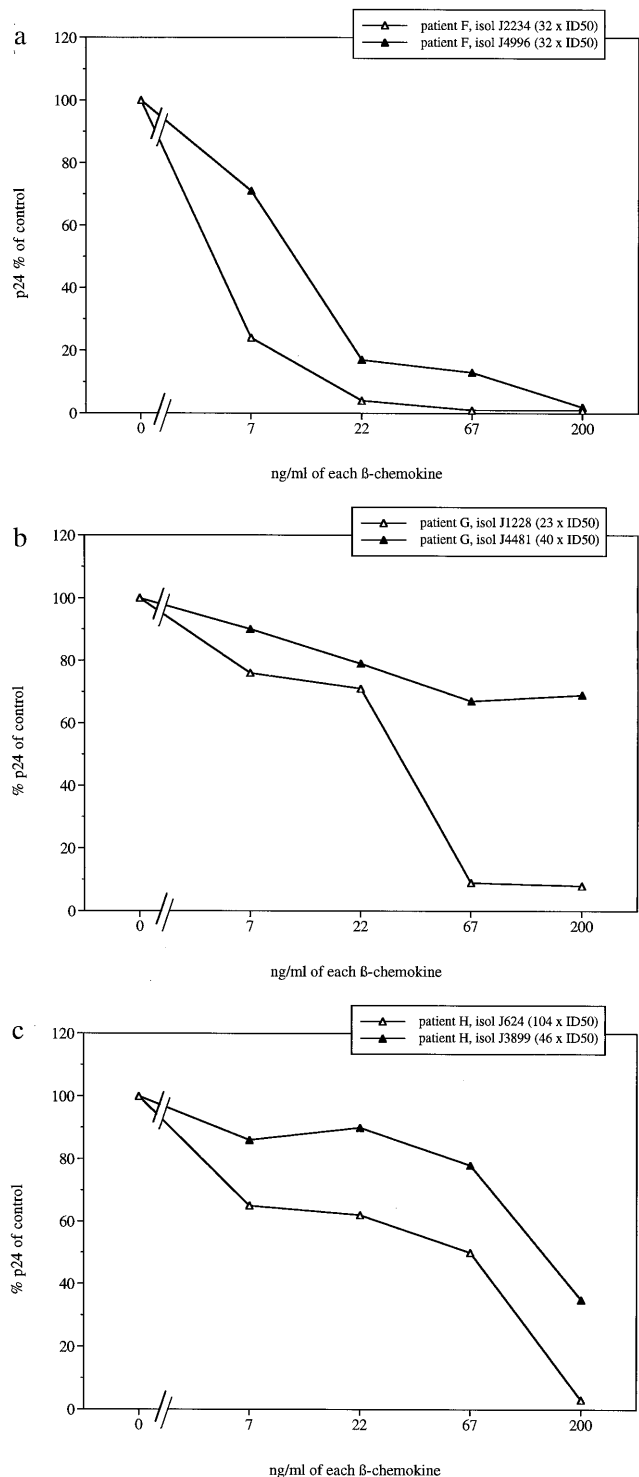 a
patient F, isol J2234 (32 x ID50)
patient F, isol J4996 (32 x ID50)
120
100
80
60
40
20
0
p24 % of control
0 7 22 67 200
ng/ml of each ß-chemokine
b
patient G, isol J1228 (23 x ID50)
patient G, isol J4481 (40 x ID50)
120
100
80
60
40
20
0
% p24 of control
0 7 22 67 200
ng/ml of each ß-chemokine
c
patient H, isol J624 (104 x ID50)
patient H, isol J3899 (46 x ID50)
120
100
80
60
40
20
0
% p24 of control
0 7 22 67 200
ng/ml of each ß-chemokine